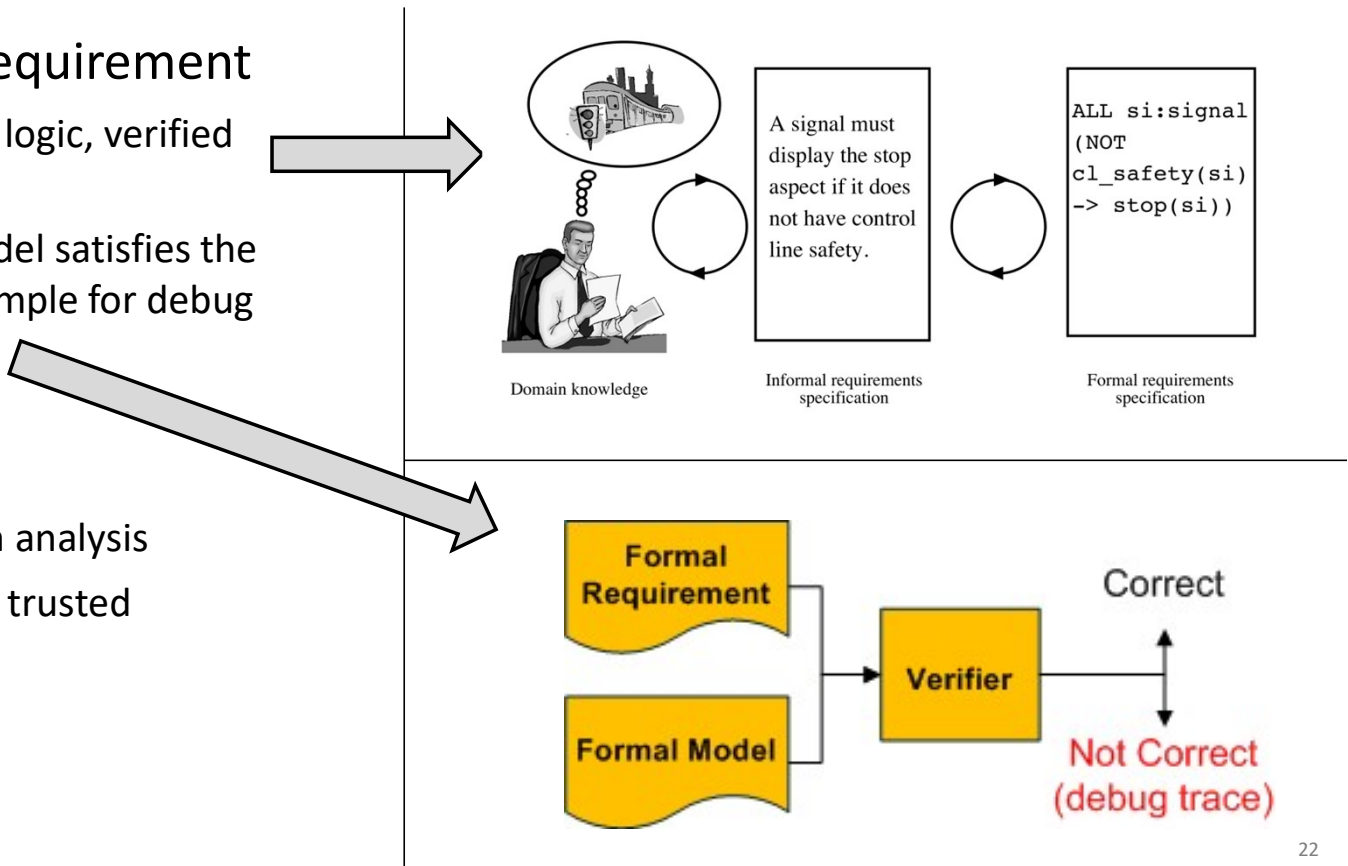 equirement
logic, verified
del satisfies the
mple for debug
analysis
trusted
A signal must
display the stop
aspect if it does
not have control
line safety.
ALL si:signal
(NOT
cl_safety(si)
-> stop(si))
Domain knowledge
Informal requirements
specification
Formal requirements
specification
Formal
Requirement
Formal Model
Verifier
Correct
Not Correct
(debug trace)
22